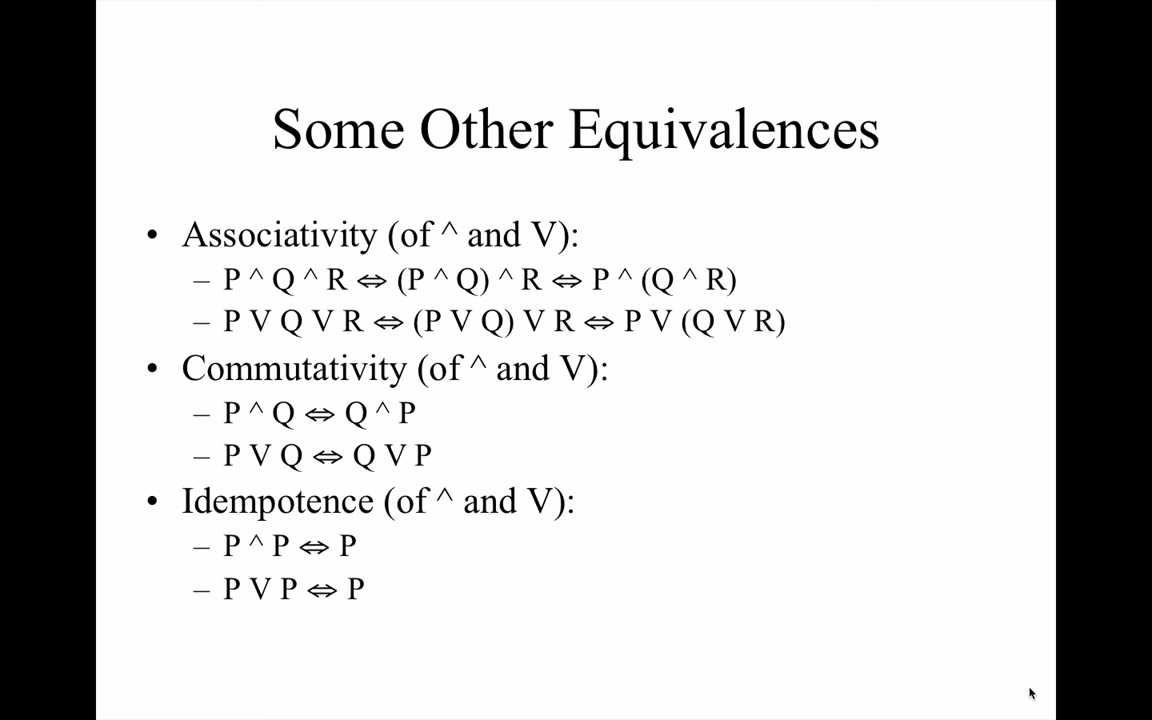 Some Other Equivalences
• Associativity (of ^ and V):
– P ^ Q ^ R ⇔ (P ^ Q) ^ R ⇔ P ^ (Q ^ R)
– P V Q V R ⇔ (P V Q) V R ⇔ P V (Q V R)
• Commutativity (of ^ and V):
– P ^ Q ⇔ Q ^ P
– P V Q ⇔ Q V P
• Idempotence (of ^ and V):
– P ^ P ⇔ P
– P V P ⇔ P